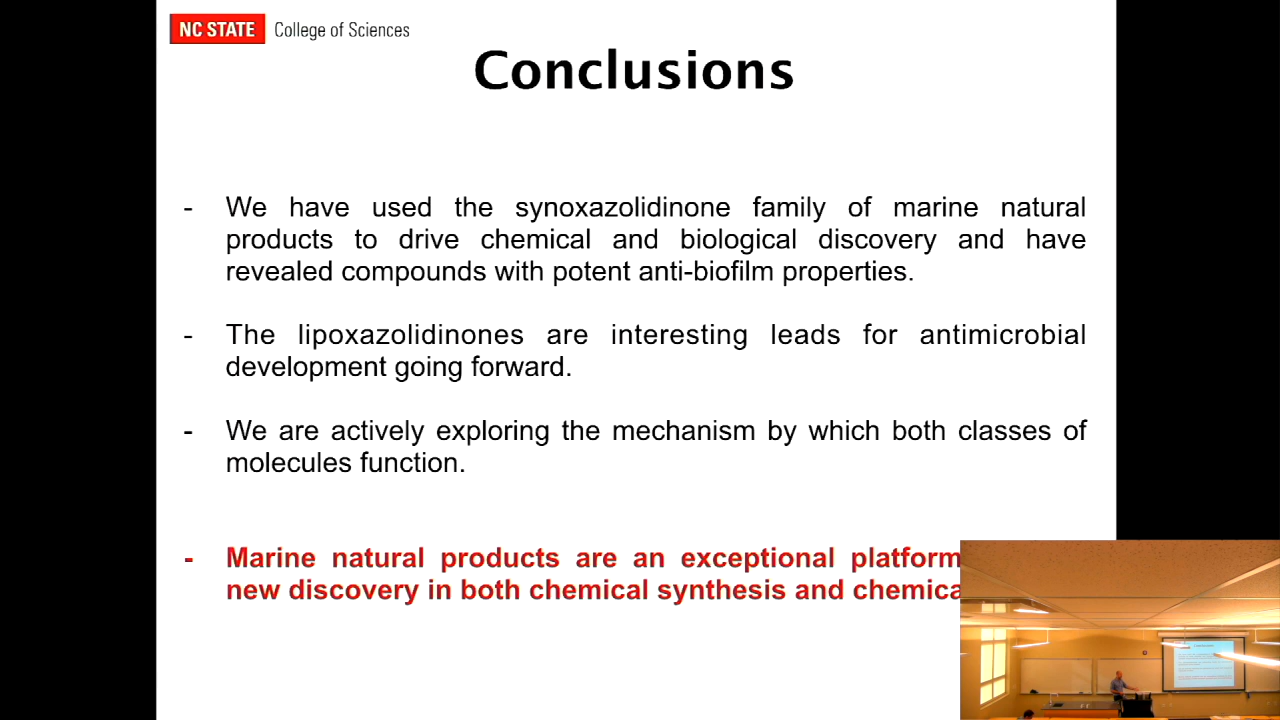 NC STATE College of Sciences
Conclusions
- We have used the synoxazolidinone family of marine natural
products to drive chemical and biological discovery and have
revealed compounds with potent anti-biofilm properties.
- The lipoxazolidinones are interesting leads for antimicrobial
development going forward.
- We are actively exploring the mechanism by which both classes of
molecules function.
- Marine natural products are an exceptional platform
new discovery in both chemical synthesis and chemica